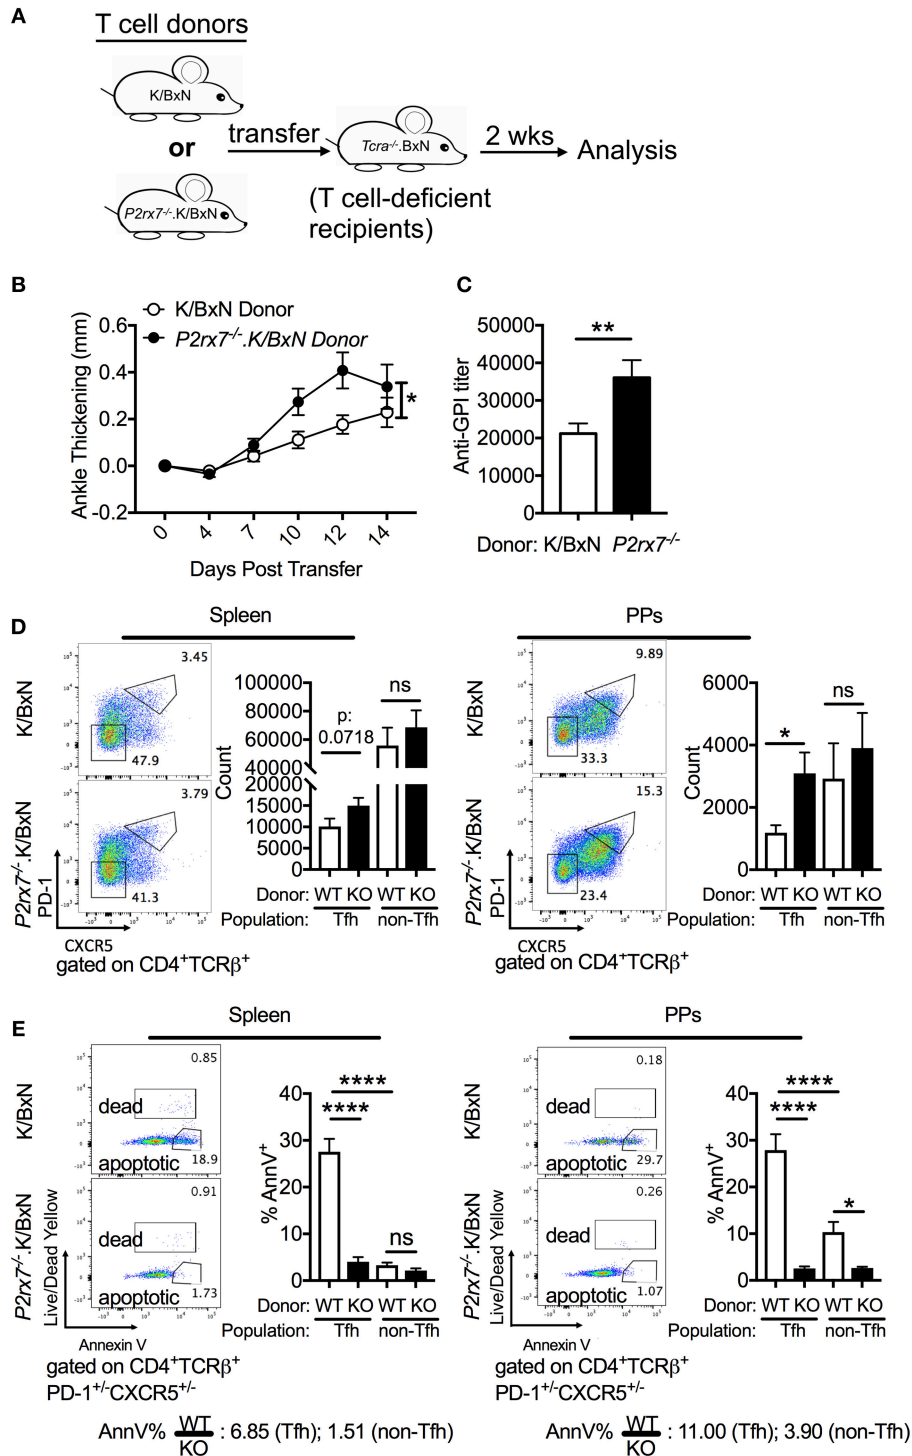 A
T cell donors
K/BxN
or
P2rx7-/-.K/BxN
transfer
Tcra-/-.BxN
(T cell-deficient
recipients)
2 wks
Analysis
B
K/BxN Donor
P2rx7-/-.K/BxN Donor
Ankle Thickening (mm)
0.6
0.4
0.2
0.0
-0.2
*
0 4 7 10 12 14
Days Post Transfer
C
**
Anti-GPI titer
50000
40000
30000
20000
10000
0
Donor: K/BxN P2rx7-/-
D
Spleen
K/BxN
3.45
47.9
P2rx7-/-.K/BxN
3.79
41.3
PD-1
CXCR5
gated on CD4+TCRβ+
Count
100000
80000
60000
40000
20000
15000
10000
5000
0
p:
0.0718
ns
Donor: WT KO WT KO
Population: Tfh non-Tfh
PPs
K/BxN
9.89
33.3
P2rx7-/-.K/BxN
15.3
23.4
PD-1
CXCR5
gated on CD4+TCRβ+
Count
6000
4000
2000
0
*
ns
Donor: WT KO WT KO
Population: Tfh non-Tfh
E
Spleen
K/BxN
0.85
dead
apoptotic
18.9
P2rx7-/-.K/BxN
0.91
dead
apoptotic
1.73
Live/Dead Yellow
Annexin V
gated on CD4+TCRβ+
PD-1+/-CXCR5+/-
% AnnV+
40
30
20
10
0
****
****
ns
Donor: WT KO WT KO
Population: Tfh non-Tfh
AnnV% WT/KO : 6.85 (Tfh); 1.51 (non-Tfh)
PPs
K/BxN
0.18
dead
apoptotic
29.7
P2rx7-/-.K/BxN
0.26
dead
apoptotic
1.07
Live/Dead Yellow
Annexin V
gated on CD4+TCRβ+
PD-1+/-CXCR5+/-
% AnnV+
40
30
20
10
0
****
****
*
Donor: WT KO WT KO
Population: Tfh non-Tfh
AnnV% WT/KO : 11.00 (Tfh); 3.90 (non-Tfh)